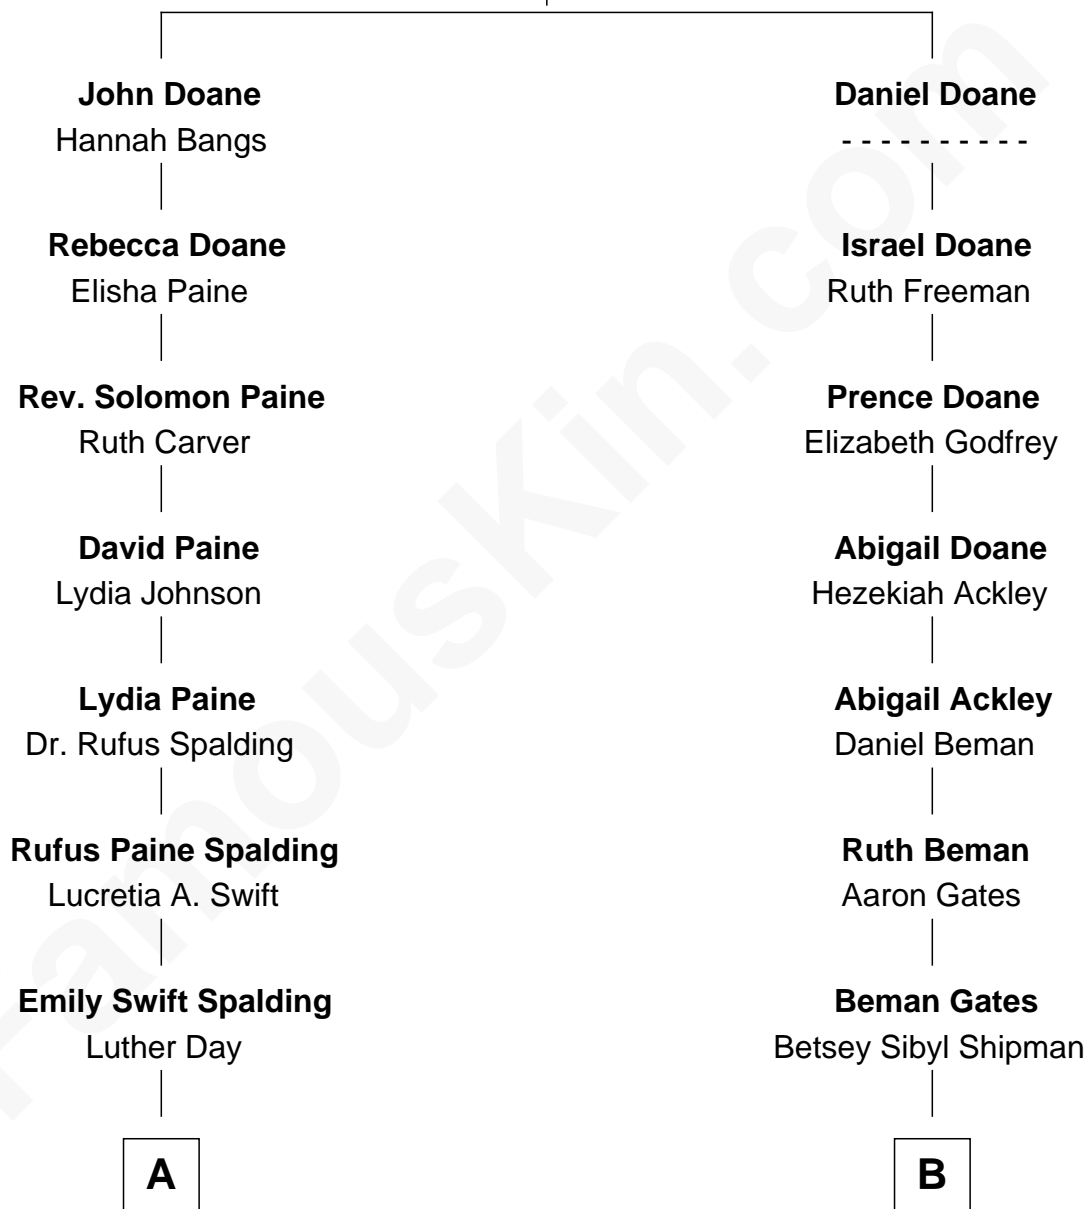 John Doane
Hannah Bangs
Rebecca Doane
Elisha Paine
Rev. Solomon Paine
Ruth Carver
David Paine
Lydia Johnson
Lydia Paine
Dr. Rufus Spalding
Rufus Paine Spalding
Lucretia A. Swift
Emily Swift Spalding
Luther Day
A
Daniel Doane
- - - - - - - - - -
Israel Doane
Ruth Freeman
Prence Doane
Elizabeth Godfrey
Abigail Doane
Hezekiah Ackley
Abigail Ackley
Daniel Beman
Ruth Beman
Aaron Gates
Beman Gates
Betsey Sibyl Shipman
B
FamousKin.com